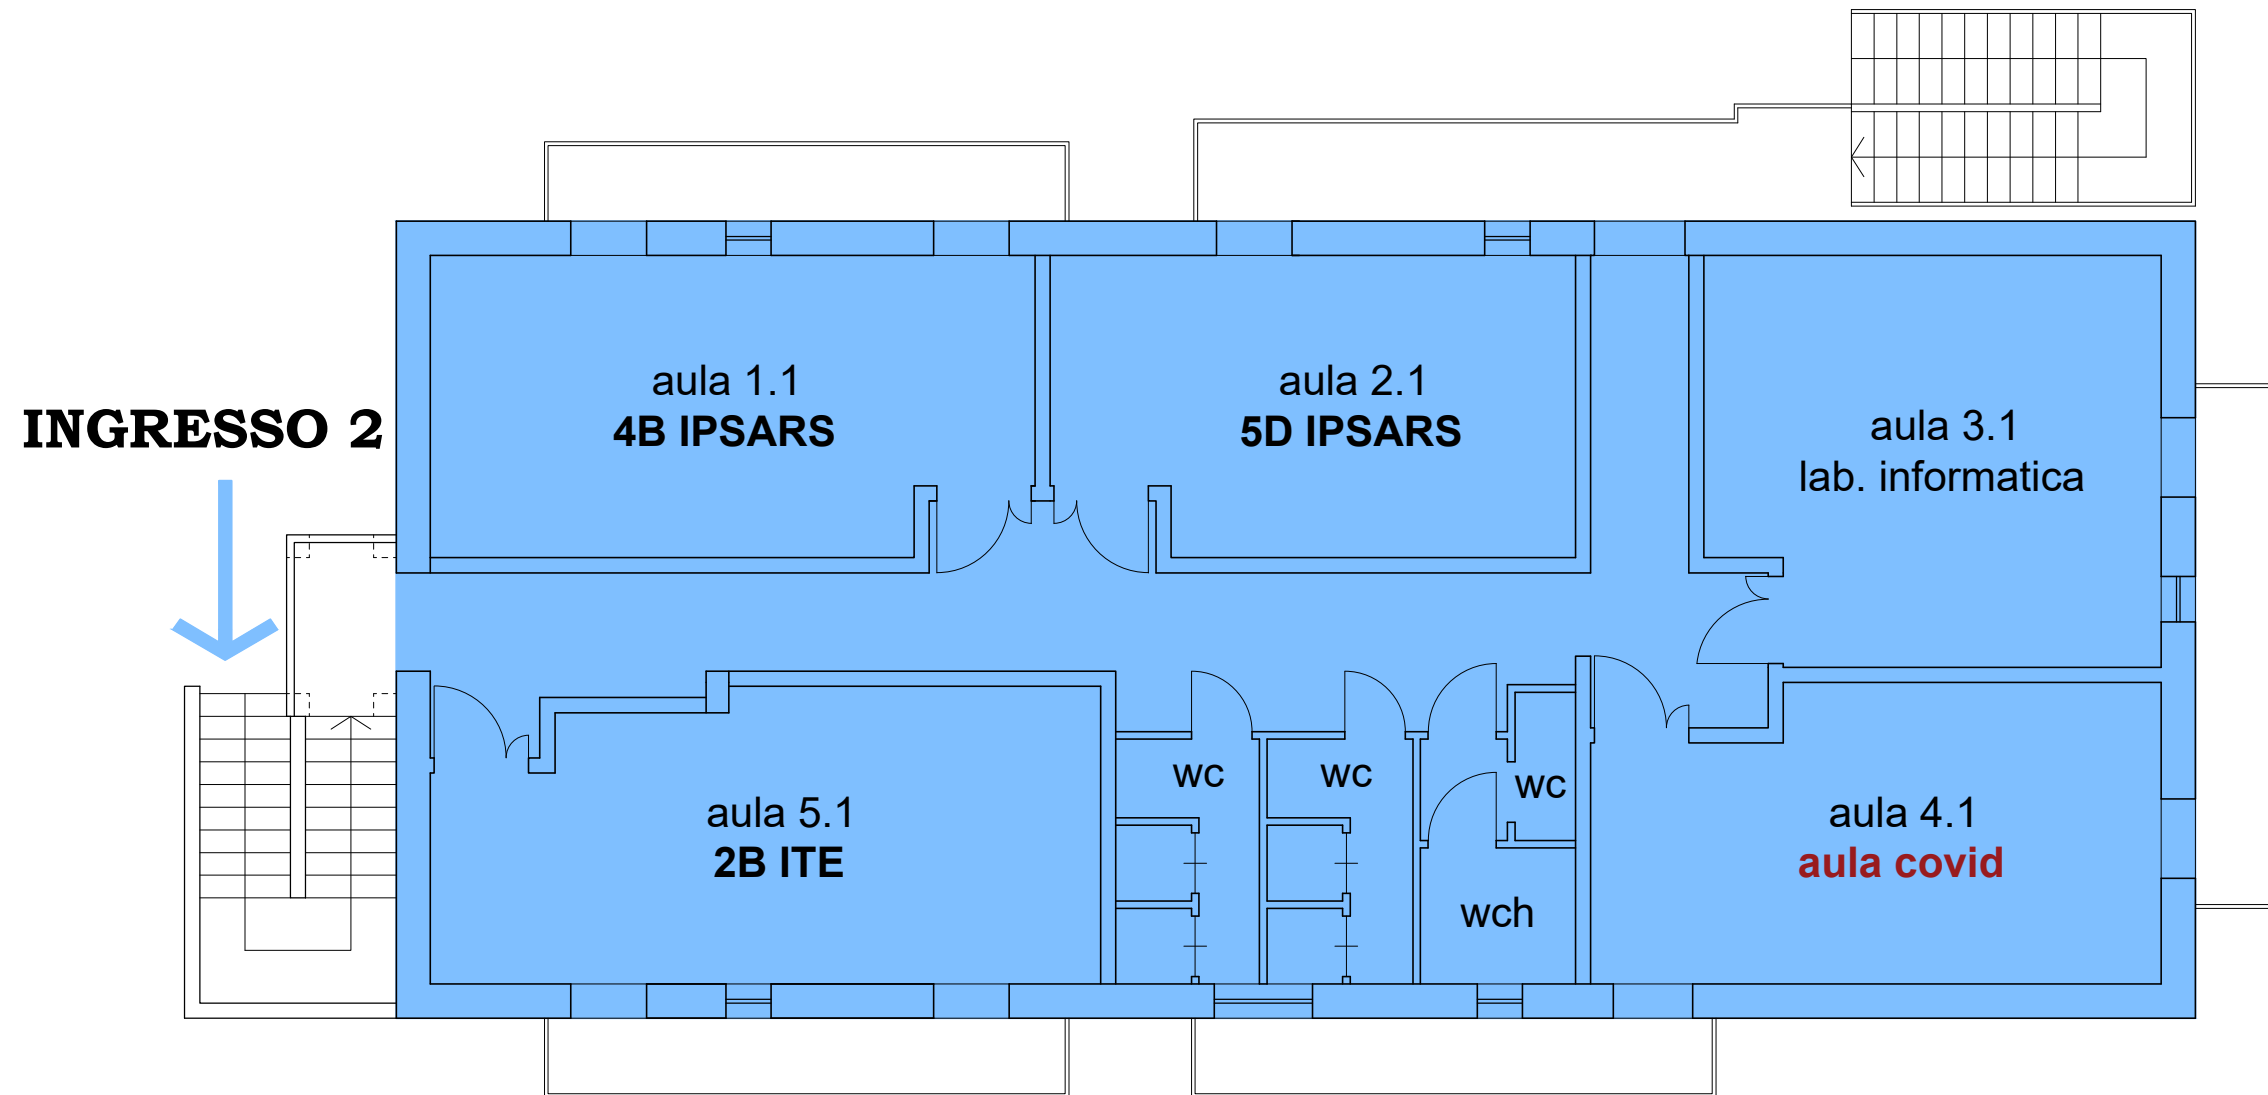 INGRESSO 2
aula 1.1
4B IPSARS
aula 2.1
5D IPSARS
aula 3.1
lab. informatica
aula 5.1
2B ITE
wc
wc
wc
wch
aula 4.1
aula covid